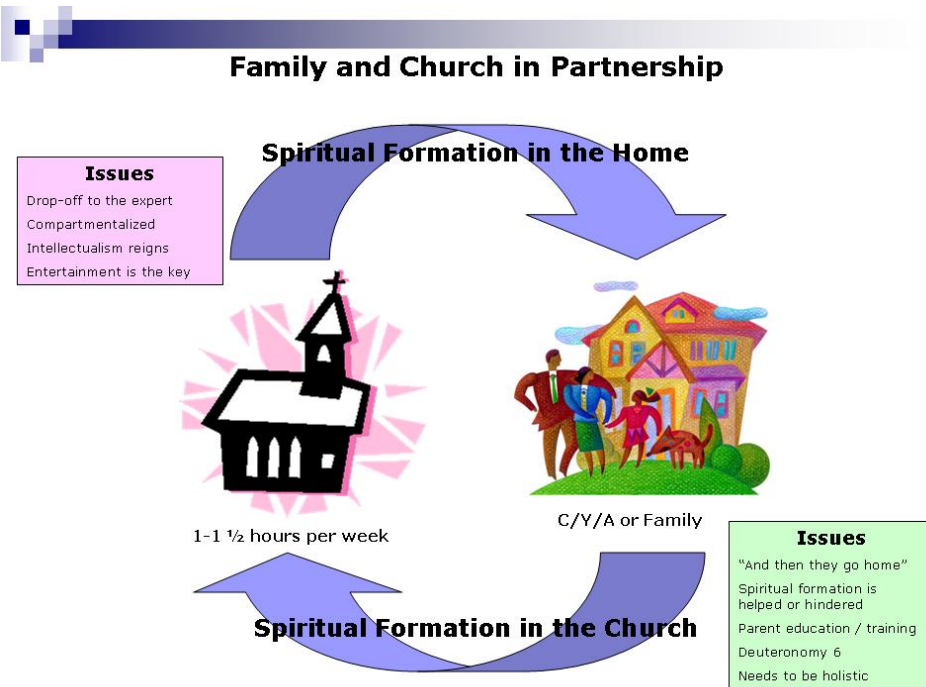 Family and Church in Partnership
Spiritual Formation in the Home
Issues
Drop-off to the expert
Compartmentalized
Intellectualism reigns
Entertainment is the key
1-1 ½ hours per week
C/Y/A or Family
Issues
"And then they go home"
Spiritual formation is
helped or hindered
Parent education / training
Deuteronomy 6
Needs to be holistic
Spiritual Formation in the Church